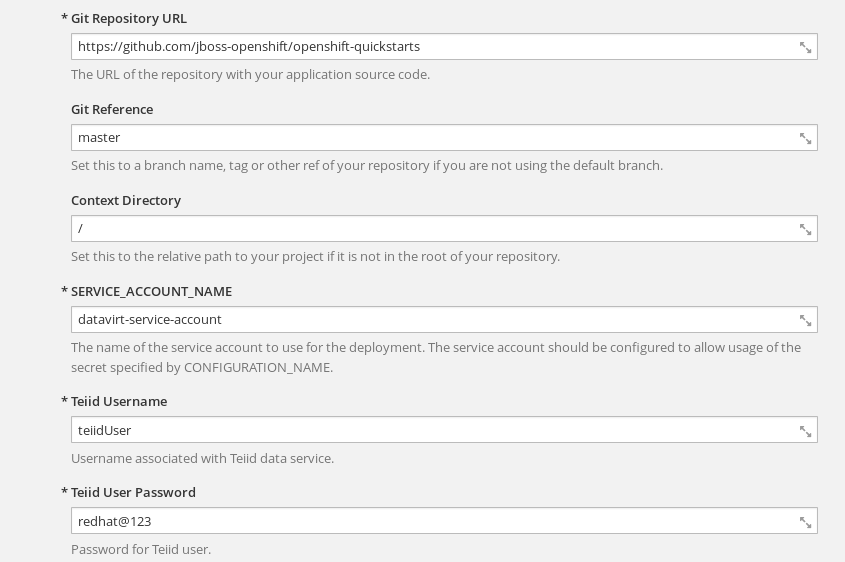 * Git Repository URL
https://github.com/jboss-openshift/openshift-quickstarts
The URL of the repository with your application source code.
Git Reference
master
Set this to a branch name, tag or other ref of your repository if you are not using the default branch.
Context Directory
/
Set this to the relative path to your project if it is not in the root of your repository.
* SERVICE_ACCOUNT_NAME
datavirt-service-account
The name of the service account to use for the deployment. The service account should be configured to allow usage of the
secret specified by CONFIGURATION_NAME.
* Teiid Username
teiidUser
Username associated with Teiid data service.
* Teiid User Password
redhat@123
Password for Teiid user.